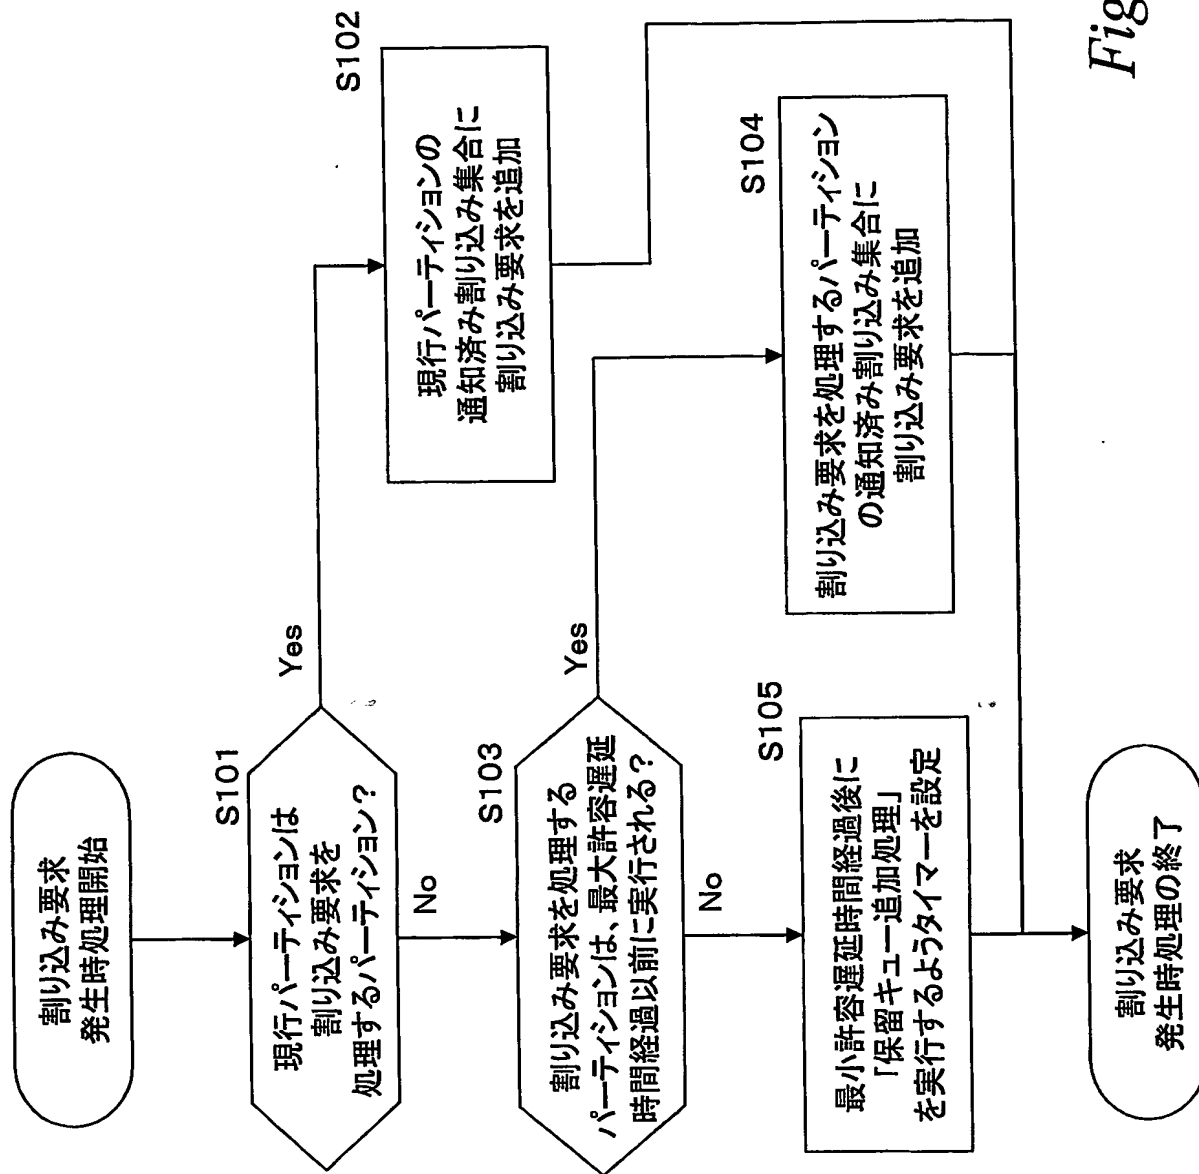 割り込み要求
発生時処理開始
S101
現行パーティションは
割り込み要求を
処理するパーティション？
Yes
No
S102
現行パーティションの
通知済み割り込み集合に
割り込み要求を追加
S103
割り込み要求を処理する
パーティションは、最大許容遅延
時間経過以前に実行される？
Yes
No
S104
割り込み要求を処理するパーティション
の通知済み割り込み集合に
割り込み要求を追加
S105
最小許容遅延時間経過後に
「保留キュー追加処理」
を実行するようタイマーを設定
割り込み要求
発生時処理の終了
Fig